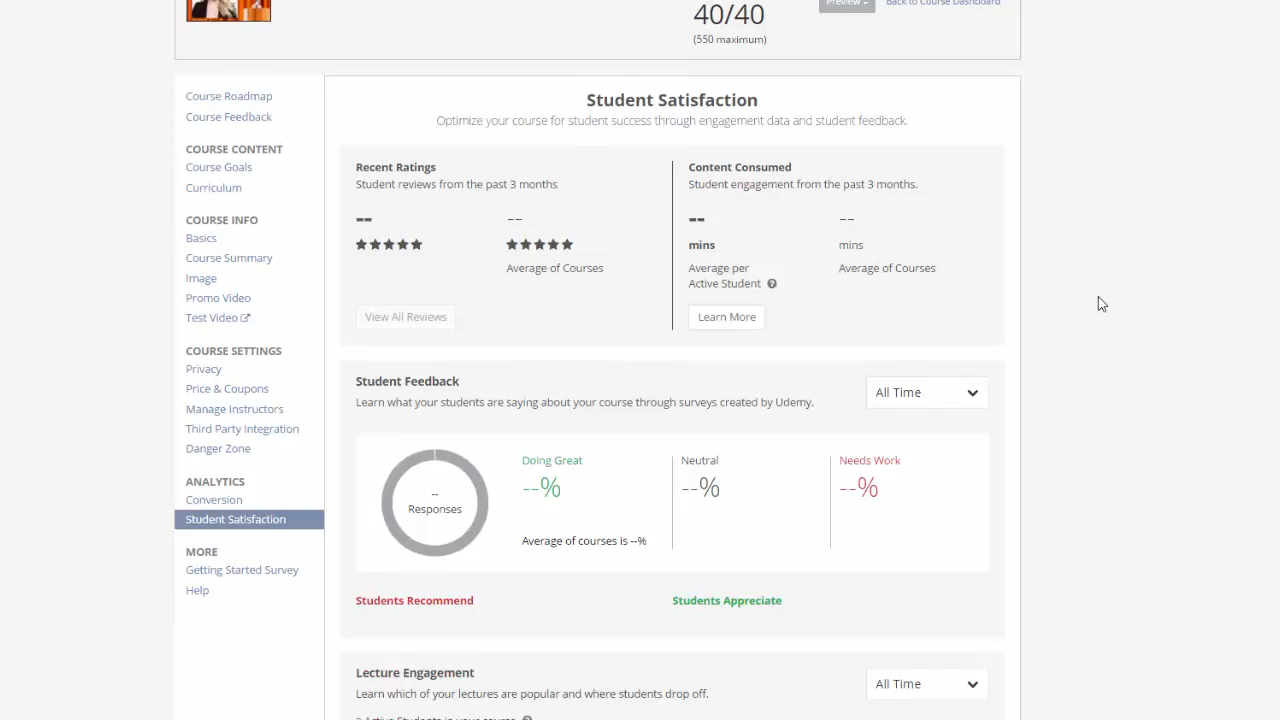 40/40
(550 maximum)
Preview
Back to Course Dashboard
Course Roadmap
Course Feedback
COURSE CONTENT
Course Goals
Curriculum
COURSE INFO
Basics
Course Summary
Image
Promo Video
Test Video
COURSE SETTINGS
Privacy
Price & Coupons
Manage Instructors
Third Party Integration
Danger Zone
ANALYTICS
Conversion
Student Satisfaction
MORE
Getting Started Survey
Help
Student Satisfaction
Optimize your course for student success through engagement data and student feedback.
Recent Ratings
Student reviews from the past 3 months
-- --
Average of Courses
View All Reviews
Content Consumed
Student engagement from the past 3 months.
-- --
mins mins
Average per
Active Student
Average of Courses
Learn More
Student Feedback
Learn what your students are saying about your course through surveys created by Udemy.
All Time
--
Responses
Doing Great
--%
Average of courses is --%
Neutral
--%
Needs Work
--%
Students Recommend
Students Appreciate
Lecture Engagement
Learn which of your lectures are popular and where students drop off.
All Time
Active Students in your course